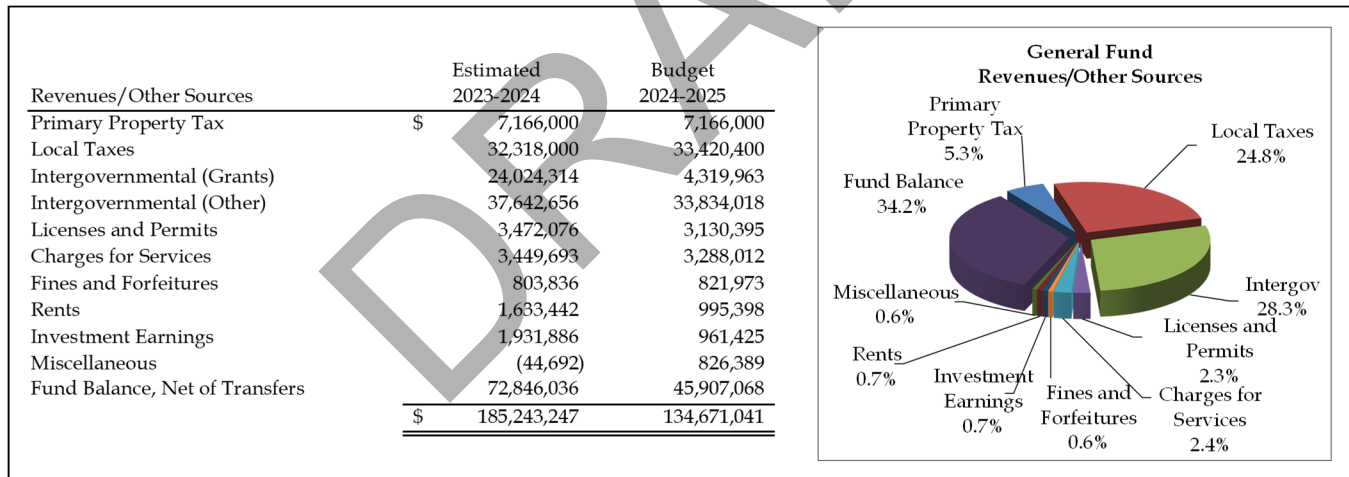 Estimated Budget
Revenues/Other Sources 2023-2024 2024-2025
Primary Property Tax $ 7,166,000 7,166,000
Local Taxes 32,318,000 33,420,400
Intergovernmental (Grants) 24,024,314 4,319,963
Intergovernmental (Other) 37,642,656 33,834,018
Licenses and Permits 3,472,076 3,130,395
Charges for Services 3,449,693 3,288,012
Fines and Forfeitures 803,836 821,973
Rents 1,633,442 995,398
Investment Earnings 1,931,886 961,425
Miscellaneous (44,692) 826,389
Fund Balance, Net of Transfers 72,846,036 45,907,068
$ 185,243,247 134,671,041
General Fund
Revenues/Other Sources
Primary
Property Tax
5.3%
Local Taxes
24.8%
Fund Balance
34.2%
Intergov
28.3%
Miscellaneous
0.6%
Licenses and
Permits
2.3%
Rents
0.7%
Investment
Earnings
0.7%
Fines and
Forfeitures
0.6%
Charges for
Services
2.4%
DRA